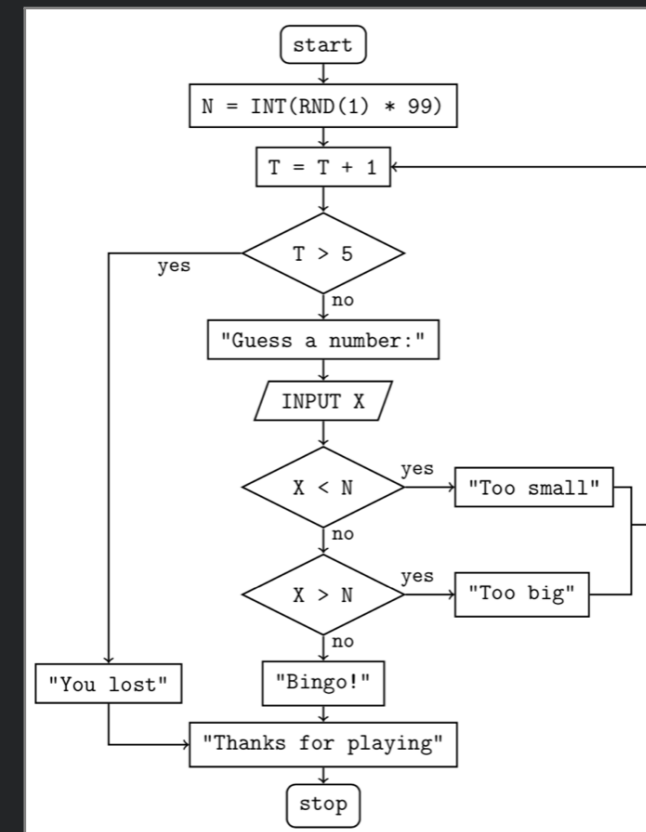 start
N = INT(RND(1) * 99)
T = T + 1
T > 5
yes
no
"Guess a number:"
INPUT X
X < N
yes
"Too small"
no
X > N
yes
"Too big"
no
"You lost"
"Bingo!"
"Thanks for playing"
stop